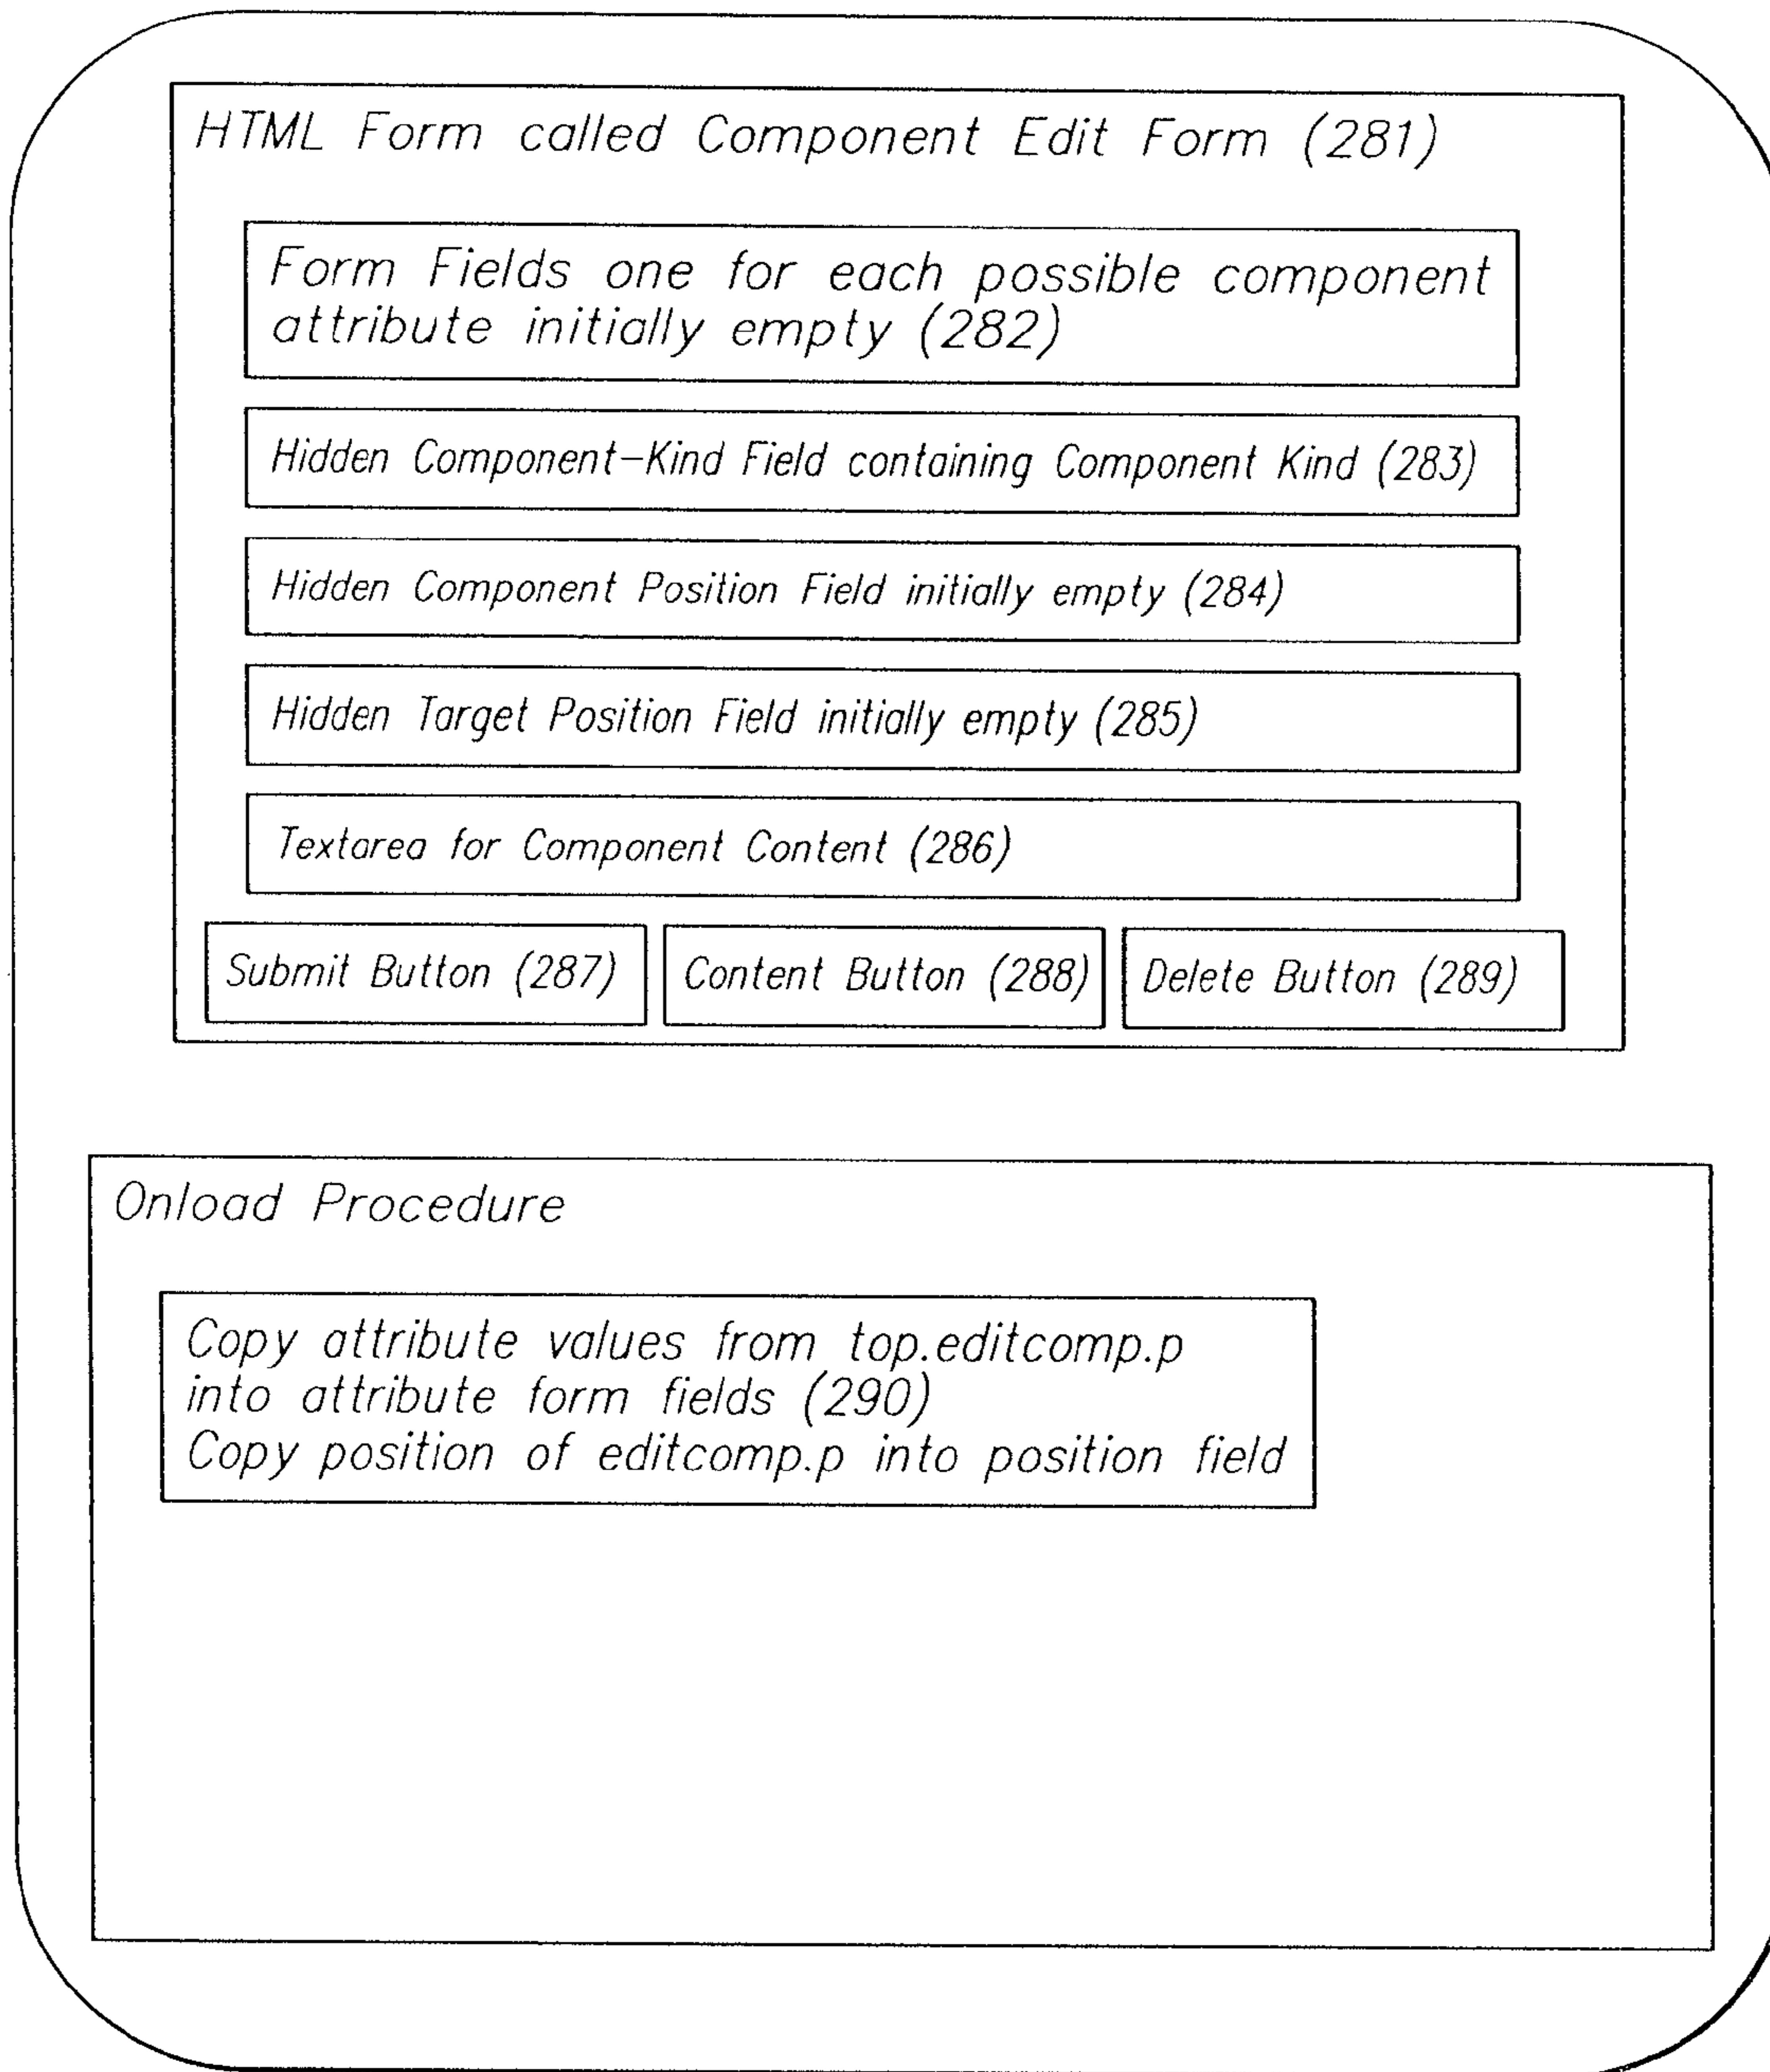 HTML Form called Component Edit Form (281)
Form Fields one for each possible component
attribute initially empty (282)
Hidden Component-Kind Field containing Component Kind (283)
Hidden Component Position Field initially empty (284)
Hidden Target Position Field initially empty (285)
Textarea for Component Content (286)
Submit Button (287) Content Button (288) Delete Button (289)
Onload Procedure
Copy attribute values from top.editcomp.p
into attribute form fields (290)
Copy position of editcomp.p into position field